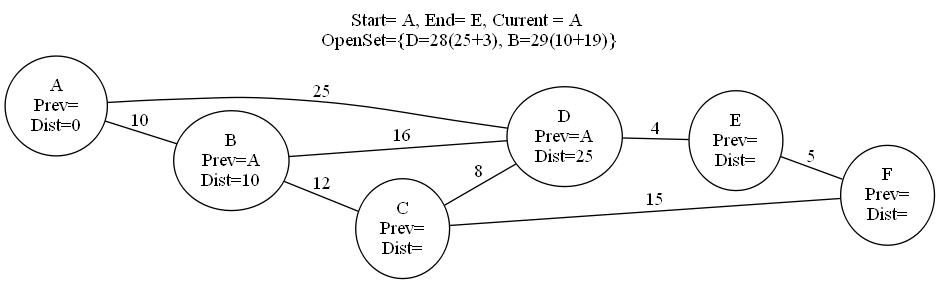 Start= A, End= E, Current = A
OpenSet={D=28(25+3), B=29(10+19)}
A
Prev=
Dist=0
25
10
B
Prev=A
Dist=10
16
12
C
Prev=
Dist=
8
D
Prev=A
Dist=25
4
E
Prev=
Dist=
5
15
F
Prev=
Dist=